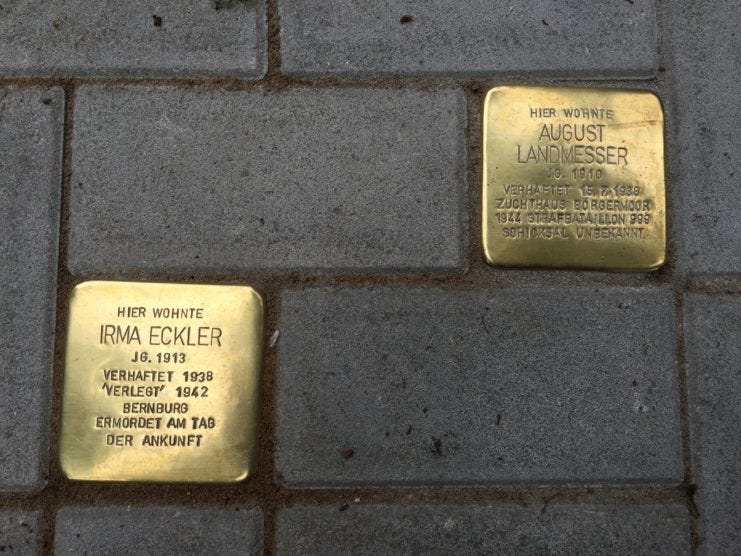 HIER WOHNTE
AUGUST
LANDMESSER
JG. 1910
VERHAFTET 15.7.1938
ZUCHTHAUS BÖRGERMOOR
1944 STRAFBATAILLON 999
SCHICKSAL UNBEKANNT
HIER WOHNTE
IRMA ECKLER
JG. 1913
VERHAFTET 1938
'VERLEGT' 1942
BERNBURG
ERMORDET AM TAG
DER ANKUNFT